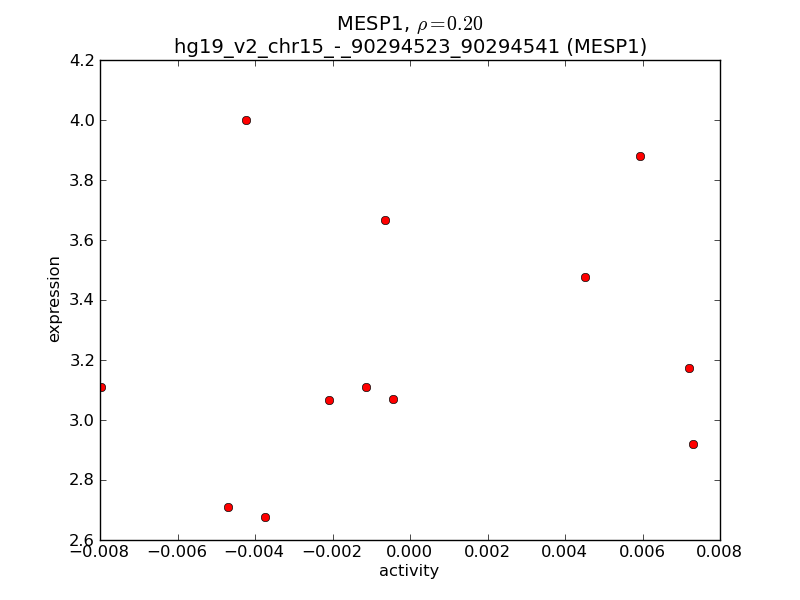 MESP1, ρ=0.20
hg19_v2_chr15_-_90294523_90294541 (MESP1)
4.2
4.0
3.8
3.6
3.4
3.2
3.0
2.8
2.6
expression
−0.008 −0.006 −0.004 −0.002 0.000 0.002 0.004 0.006 0.008
activity